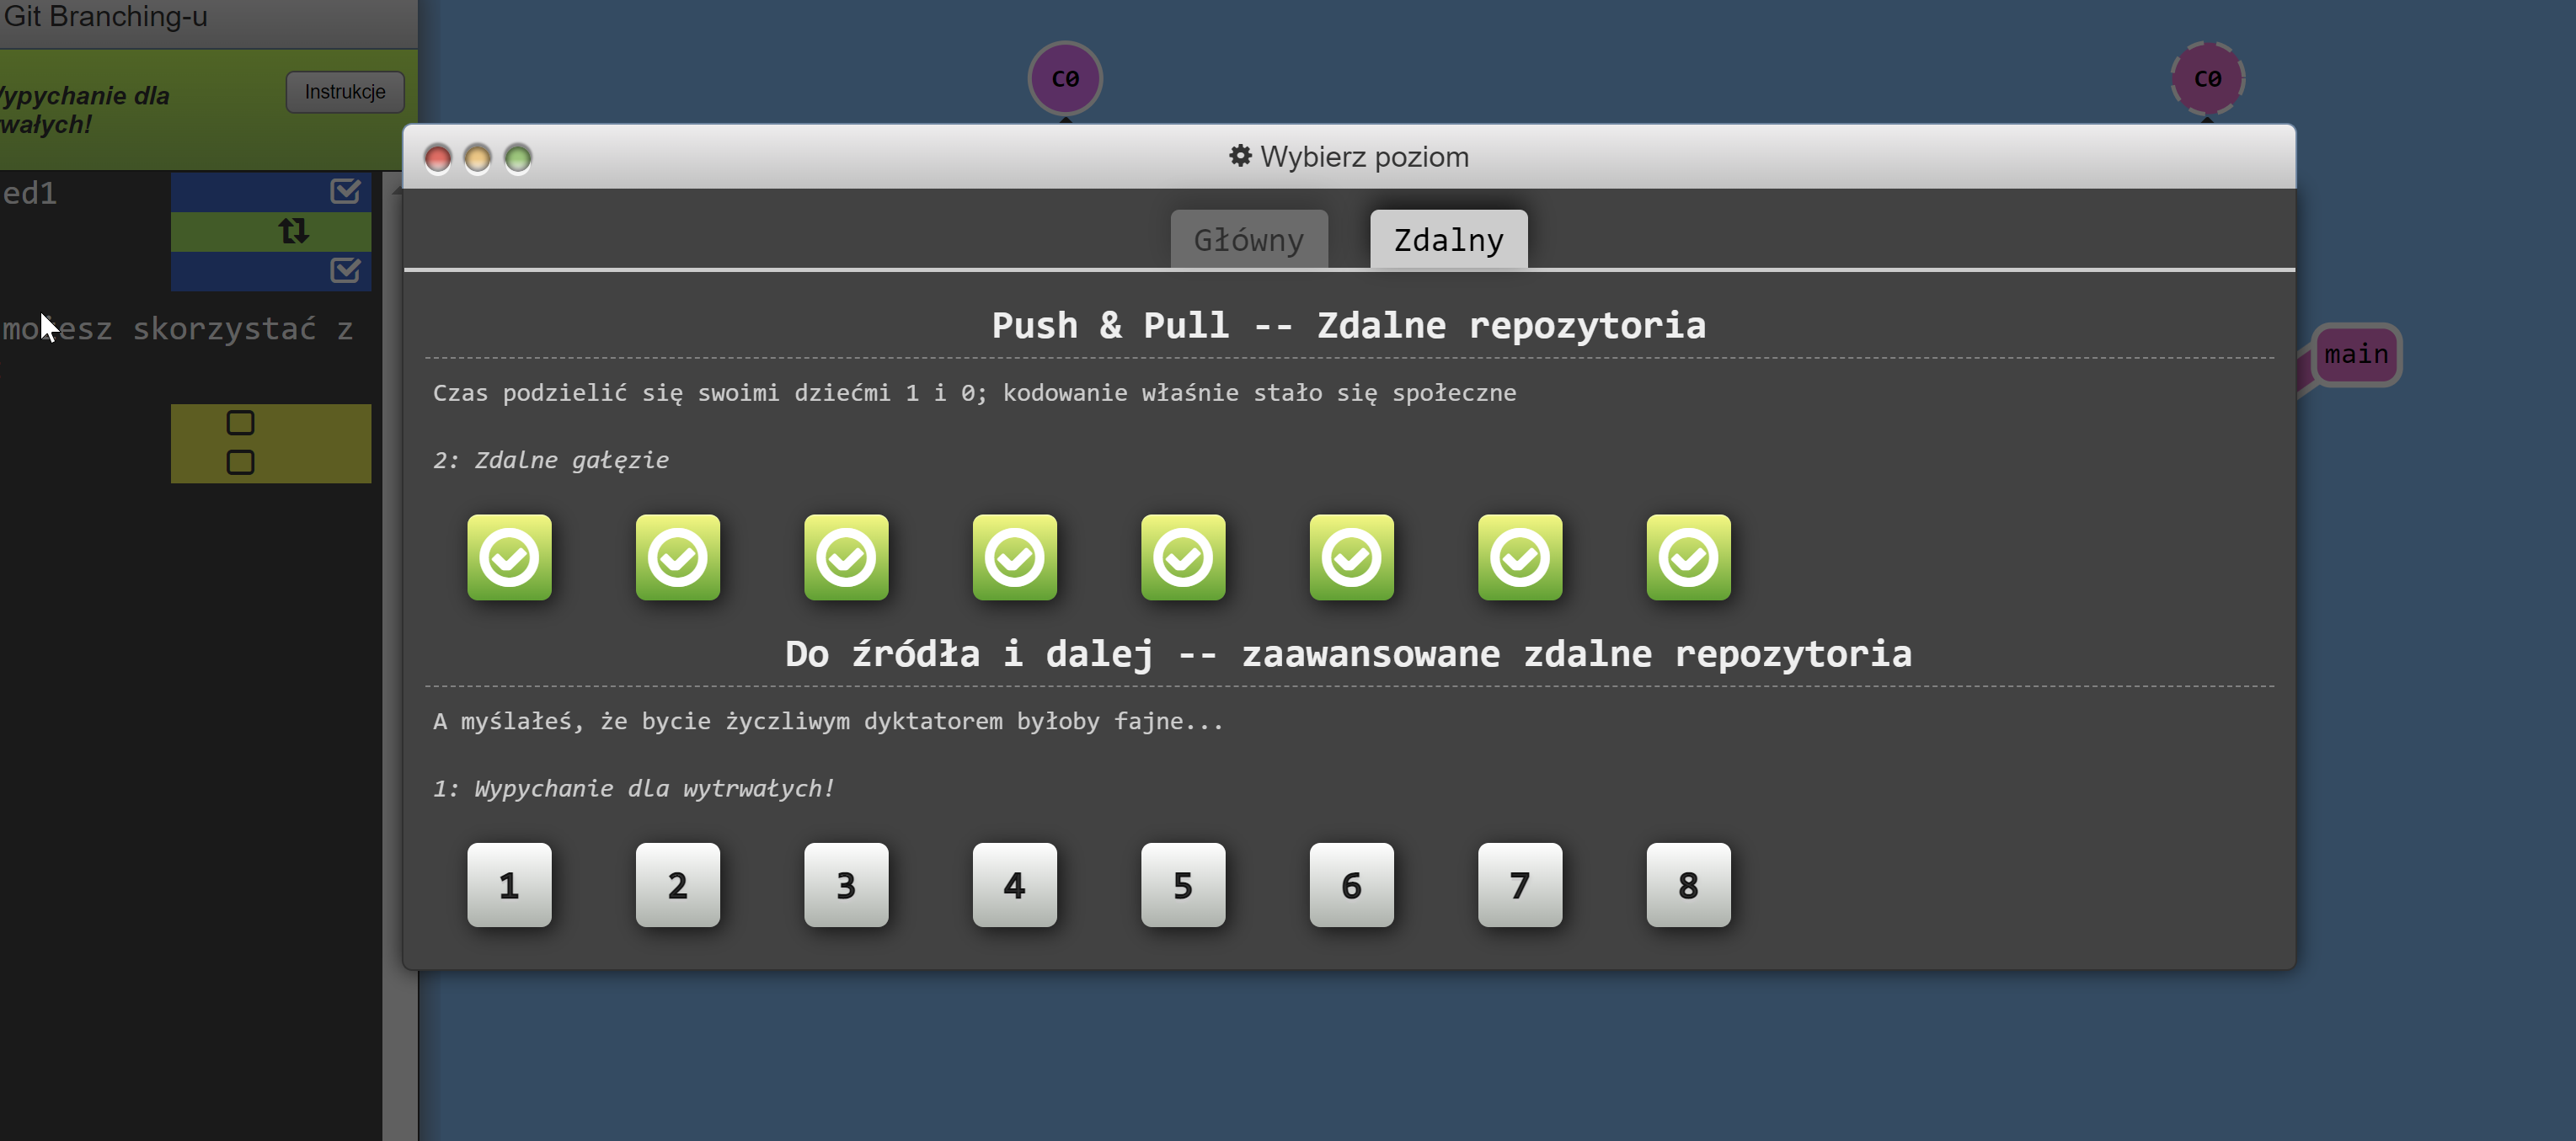 Git Branching-u
Wypychanie dla
wałych!
Instrukcje
ed1
możesz skorzystać z
C0
C0
main
Wybierz poziom
Główny
Zdalny
Push & Pull -- Zdalne repozytoria
Czas podzielić się swoimi dziećmi 1 i 0; kodowanie właśnie stało się społeczne
2: Zdalne gałęzie
Do źródła i dalej -- zaawansowane zdalne repozytoria
A myślałeś, że bycie życzliwym dyktatorem byłoby fajne...
1: Wypychanie dla wytrwałych!
1 2 3 4 5 6 7 8